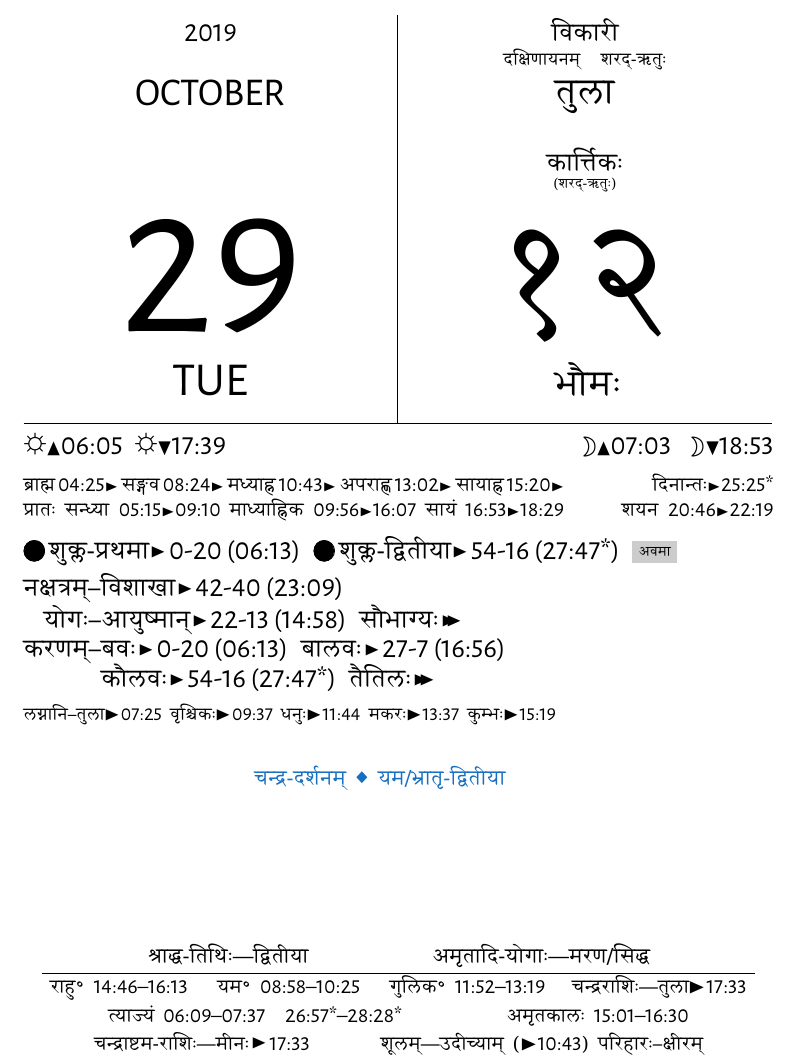 2019
OCTOBER
29
TUE
विकारी
दक्षिणायनम् शरद्-ऋतुः
तुला
कार्त्तिकः
(शरद्-ऋतुः)
१२
भौमः
☼▲06:05 ☼▼17:39 ☽▲07:03 ☽▼18:53
ब्राह्म 04:25► सङ्गव 08:24► मध्याह्न 10:43► अपराह्ण 13:02► सायाह्न 15:20► दिनान्तः►25:25*
प्रातः सन्ध्या 05:15►09:10 माध्याह्निक 09:56►16:07 सायं 16:53►18:29 शयन 20:46►22:19
शुक्ल-प्रथमा► 0-20 (06:13) शुक्ल-द्वितीया► 54-16 (27:47*) अवमा
नक्षत्रम्–विशाखा► 42-40 (23:09)
योगः–आयुष्मान्► 22-13 (14:58) सौभाग्यः►►
करणम्–बवः► 0-20 (06:13) बालवः► 27-7 (16:56)
कौलवः► 54-16 (27:47*) तैतिलः►►
लग्नानि–तुला►07:25 वृश्चिकः►09:37 धनुः►11:44 मकरः►13:37 कुम्भः►15:19
चन्द्र-दर्शनम् ◆ यम/भ्रातृ-द्वितीया
श्राद्ध-तिथिः—द्वितीया अमृतादि-योगाः—मरण/सिद्ध
राहु॰ 14:46–16:13 यम॰ 08:58–10:25 गुलिक॰ 11:52–13:19 चन्द्रराशिः—तुला►17:33
त्याज्यं 06:09–07:37 26:57*–28:28* अमृतकालः 15:01–16:30
चन्द्राष्टम-राशिः—मीनः►17:33 शूलम्—उदीच्याम् (►10:43) परिहारः–क्षीरम्